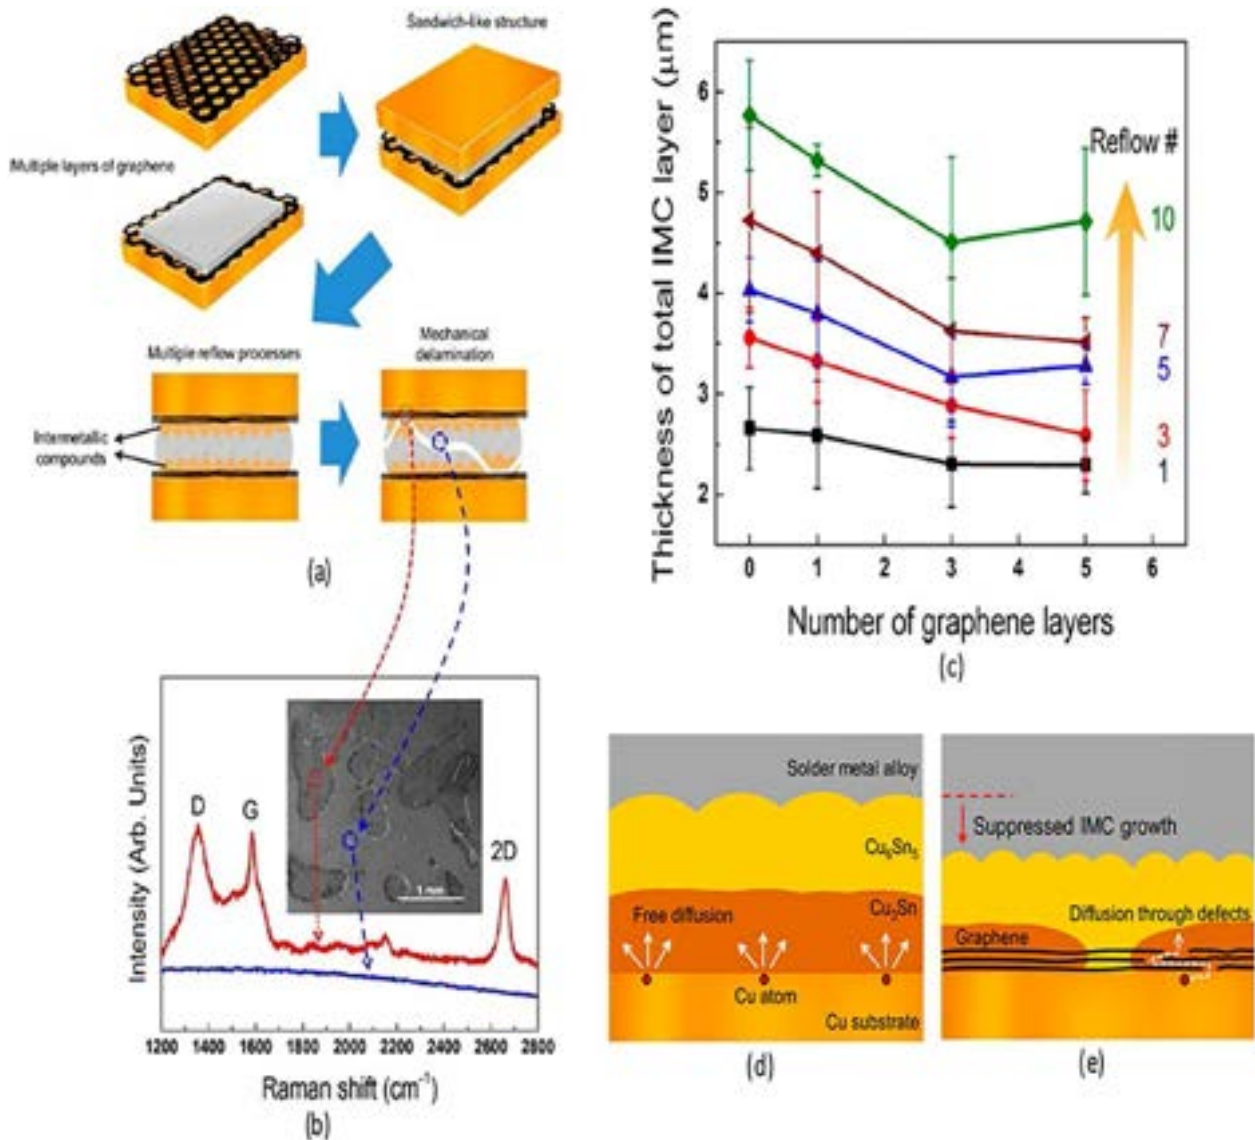 Sandwich-like structure
Multiple layers of graphene
Multiple reflow processes
Mechanical
delamination
Intermetallic
compounds
(a)
Intensity (Arb. Units)
D
G
2D
1 mm
1200 1400 1600 1800 2000 2200 2400 2600 2800
Raman shift (cm⁻¹)
(b)
Thickness of total IMC layer (μm)
6
5
4
3
2
Reflow #
10
7
5
3
1
0 1 2 3 4 5 6
Number of graphene layers
(c)
Solder metal alloy
Cu₆Sn₅
Cu₃Sn
Free diffusion
Cu atom
Cu substrate
(d)
Suppressed IMC growth
Diffusion through defects
Graphene
(e)